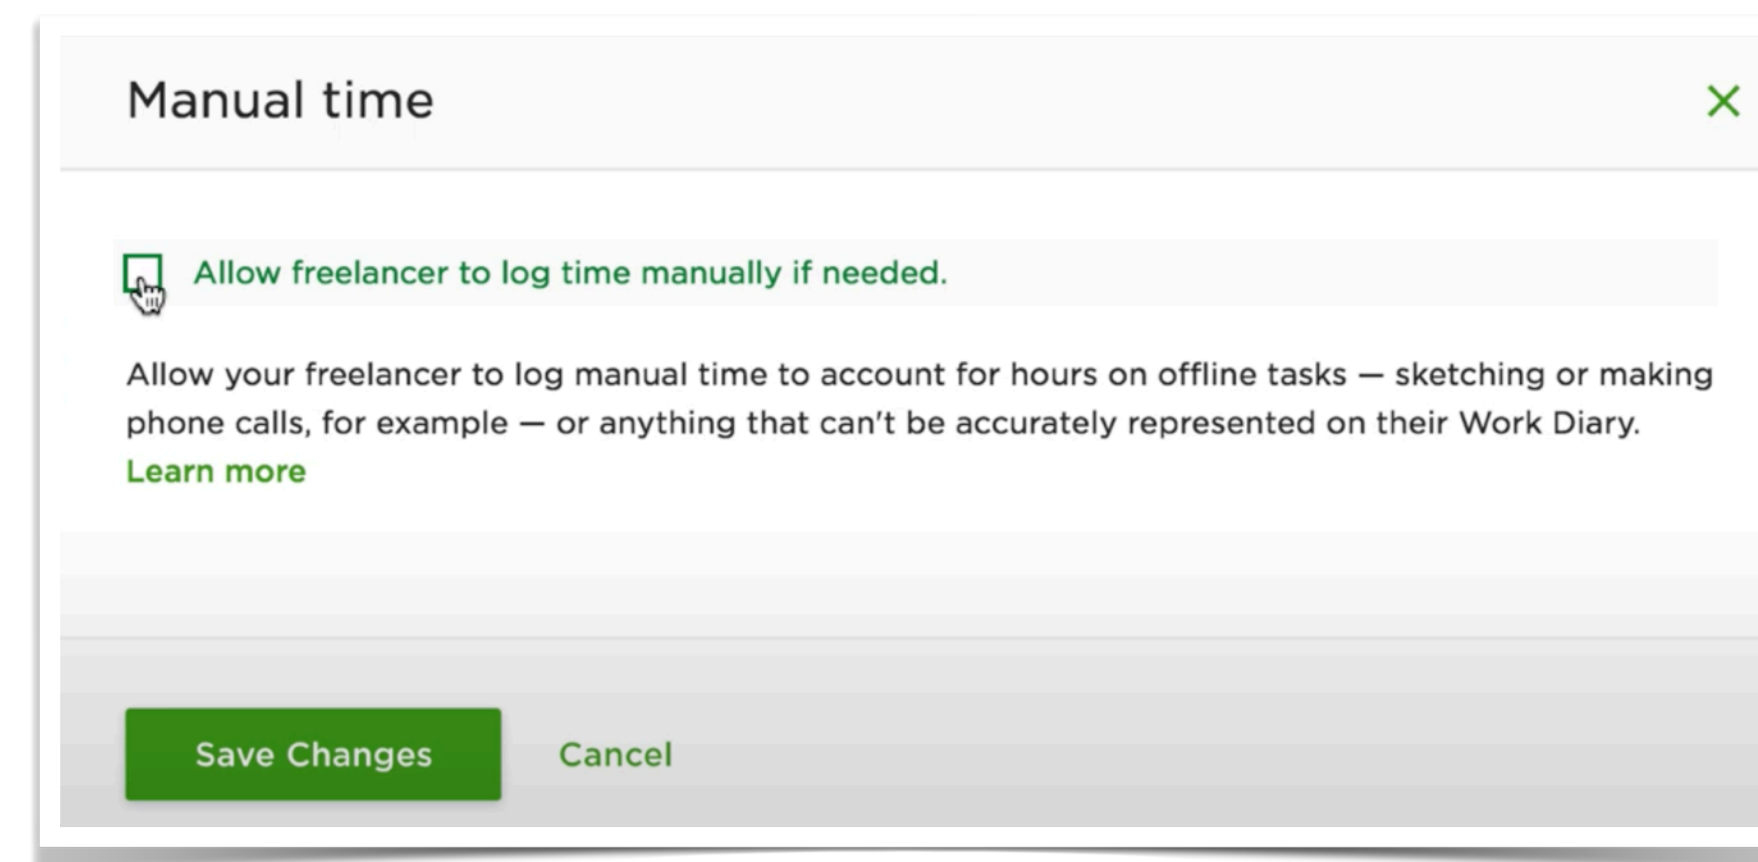 Manual time
Allow freelancer to log time manually if needed.
Allow your freelancer to log manual time to account for hours on offline tasks — sketching or making
phone calls, for example — or anything that can't be accurately represented on their Work Diary.
Learn more
Save Changes
Cancel